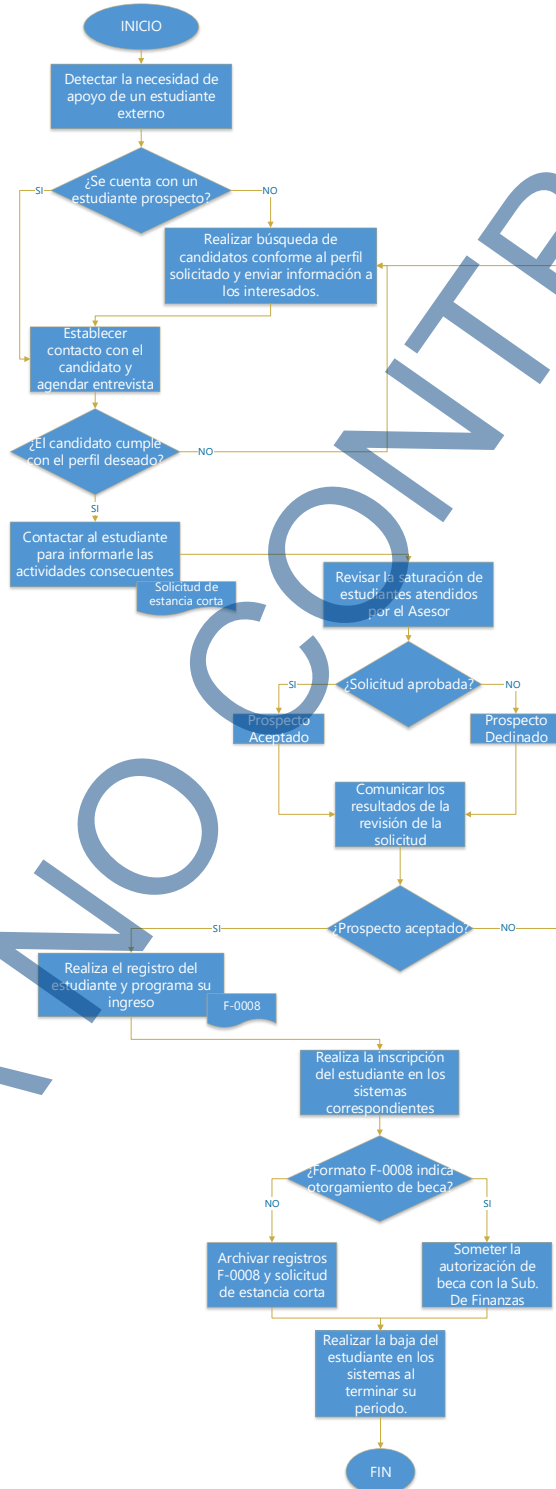 INICIO
Detectar la necesidad de
apoyo de un estudiante
externo
¿Se cuenta con un
estudiante prospecto?
SI
NO
Realizar búsqueda de
candidatos conforme al perfil
solicitado y enviar información a
los interesados.
Establecer
contacto con el
candidato y
agendar entrevista
¿El candidato cumple
con el perfil deseado?
NO
SI
Contactar al estudiante
para informarle las
actividades consecuentes
Solicitud de
estancia corta
Revisar la saturación de
estudiantes atendidos
por el Asesor
¿Solicitud aprobada?
SI
NO
Prospecto
Aceptado
Prospecto
Declinado
Comunicar los
resultados de la
revisión de la
solicitud
¿Prospecto aceptado?
SI
NO
Realiza el registro del
estudiante y programa su
ingreso
F-0008
Realiza la inscripción
del estudiante en los
sistemas
correspondientes
¿Formato F-0008 indica
otorgamiento de beca?
NO
SI
Archivar registros
F-0008 y solicitud
de estancia corta
Someter la
autorización de
beca con la Sub.
De Finanzas
Realizar la baja del
estudiante en los
sistemas al
terminar su
periodo.
FIN
NO CONTR